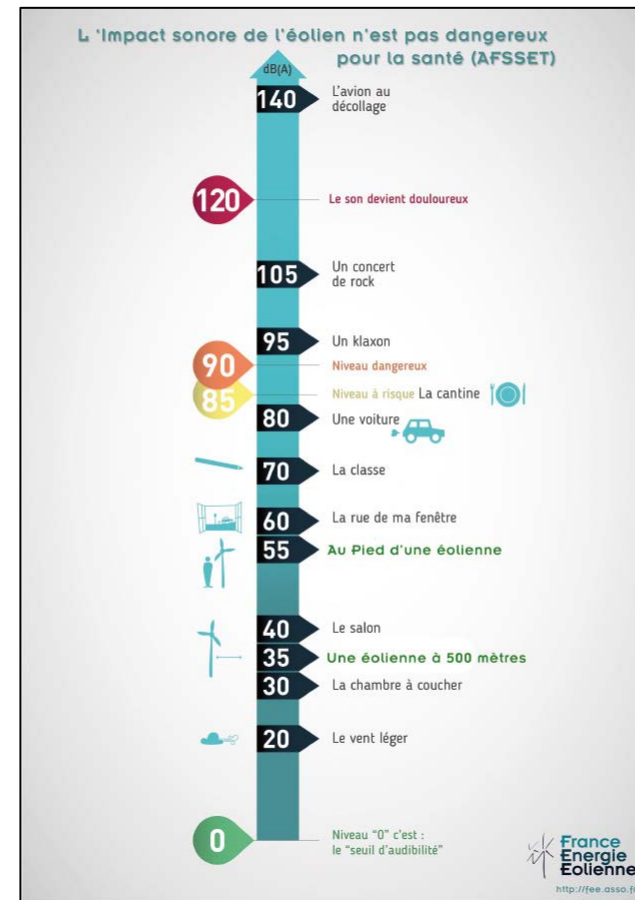 L 'Impact sonore de l'éolien n'est pas dangereux
pour la santé (AFSSET)
dB(A)
140 L'avion au
décollage
120 Le son devient douloureux
105 Un concert
de rock
95 Un klaxon
90 Niveau dangereux
85 Niveau à risque La cantine
80 Une voiture
70 La classe
60 La rue de ma fenêtre
55 Au Pied d'une éolienne
40 Le salon
35 Une éolienne à 500 mètres
30 La chambre à coucher
20 Le vent léger
0 Niveau "0" c'est :
le "seuil d'audibilité"
France
Energie
Eolienne
http://fee.asso.fr